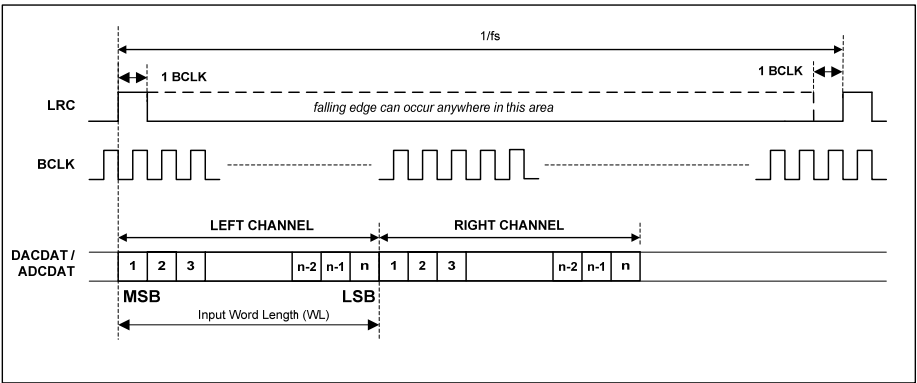 1/fs
1 BCLK
1 BCLK
LRC
falling edge can occur anywhere in this area
BCLK
LEFT CHANNEL
RIGHT CHANNEL
DACDAT /
ADCDAT
1 2 3 n-2 n-1 n 1 2 3 n-2 n-1 n
MSB
LSB
Input Word Length (WL)